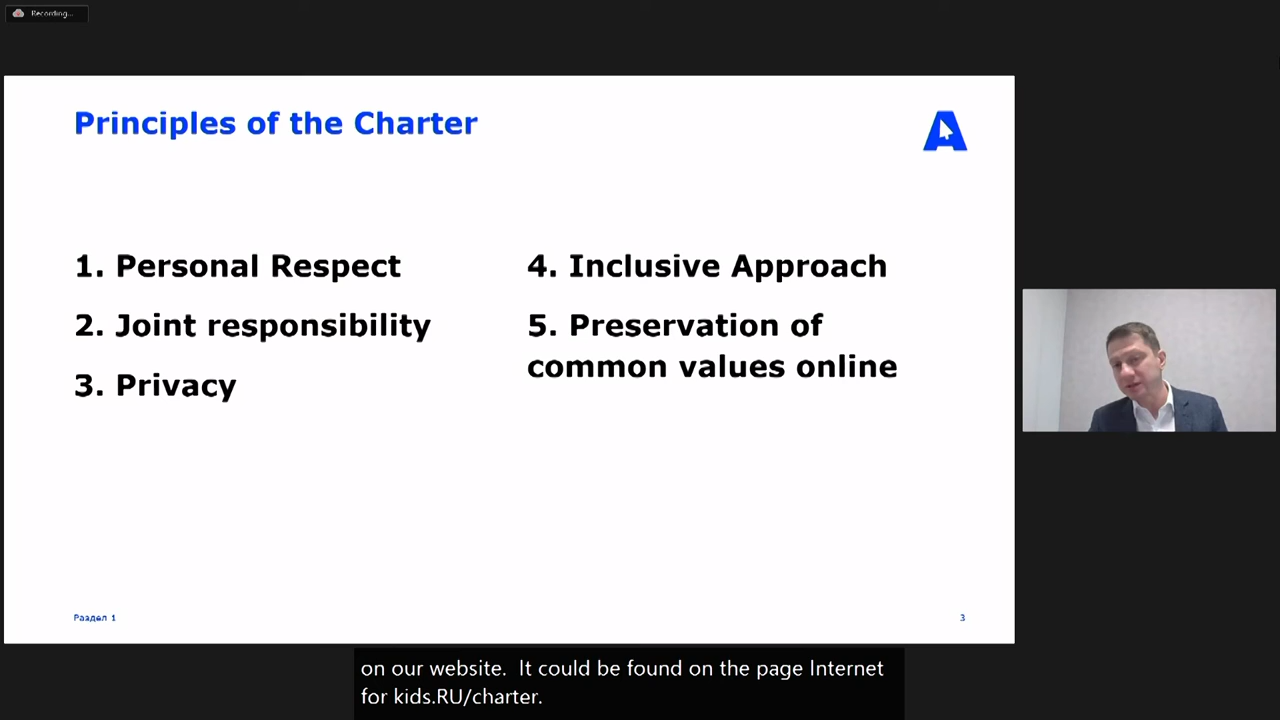 Recording...
Principles of the Charter
A
1. Personal Respect
2. Joint responsibility
3. Privacy
4. Inclusive Approach
5. Preservation of
common values online
Раздел 1
3
on our website.  It could be found on the page Internet
for kids.RU/charter.